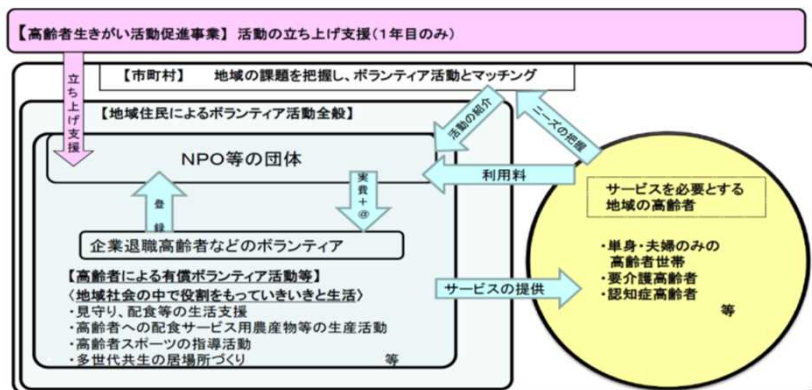 【高齢者生きがい活動促進事業】 活動の立ち上げ支援(1年目のみ)
立ち上げ支援
【市町村】 地域の課題を把握し、ボランティア活動とマッチング
【地域住民によるボランティア活動全般】
活動の紹介
ニーズの把握
NPO等の団体
利用料
登録
実費+@
企業退職高齢者などのボランティア
【高齢者による有償ボランティア活動等】
〈地域社会の中で役割をもっていきいきと生活〉
・見守り、配食等の生活支援
・高齢者への配食サービス用農産物等の生産活動
・高齢者スポーツの指導活動
・多世代共生の居場所づくり 等
サービスの提供
サービスを必要とする
地域の高齢者
・単身・夫婦のみの
高齢者世帯
・要介護高齢者
・認知症高齢者
等